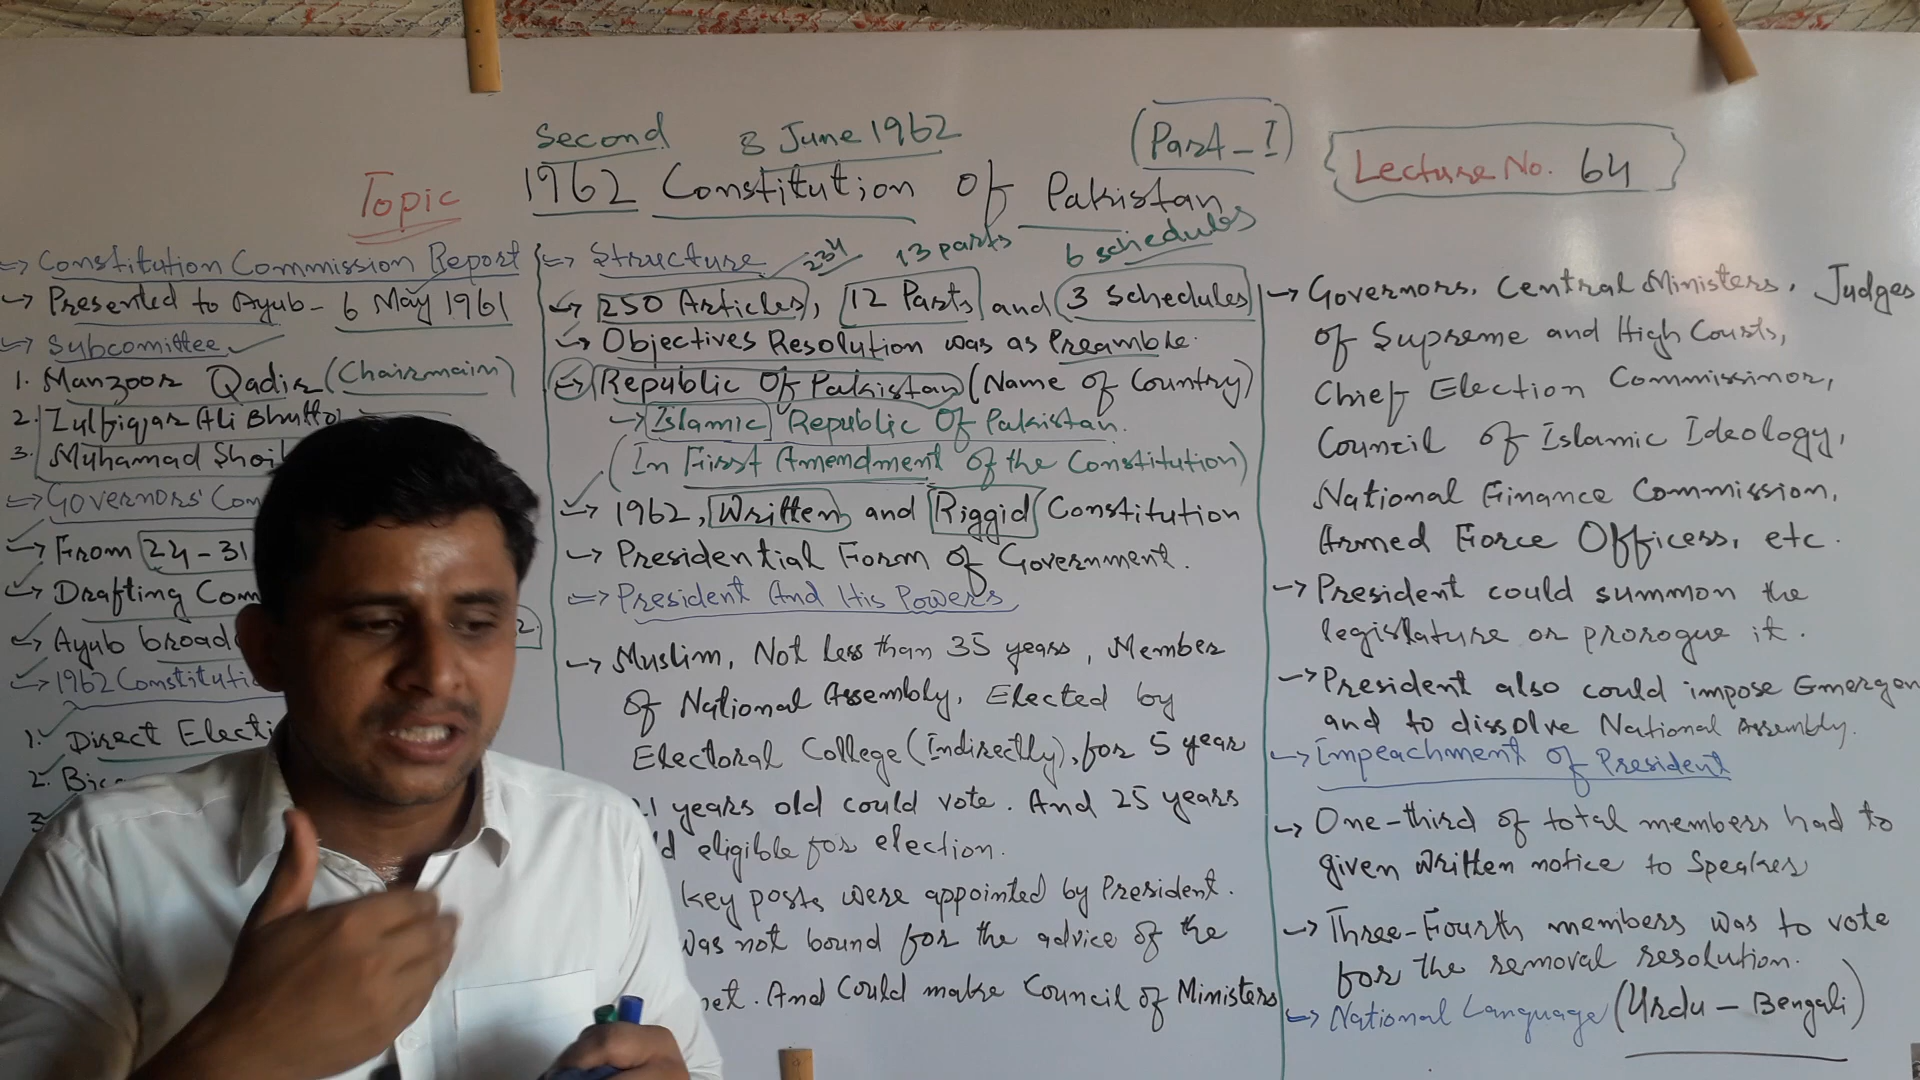 Second 8 June 1962
(Part-I)
Lecture No. 64
Topic
1962 Constitution Of Pakistan
=> Constitution Commission Report
-> Presented to Ayub - 6 May 1961
-> Subcomittee
1. Manzoor Qadir (Chairmain)
2. Zulfiqar Ali Bhutto
3. Muhamad
=> Governors'
-> From 24-31
-> Drafting
-> Ayub
2.
-> 1962
1. Direct
2.
3
=> Structure
234 13 parts 6 schedules
-> 250 Articles, 12 Parts and 3 Schedules
-> Objectives Resolution was as Preamble.
-> Republic Of Pakistan (Name of Country)
-> Islamic Republic Of Pakistan.
(In First Amendment of the Constitution)
-> 1962, Written and Riggid Constitution
-> Presidential Form of Government.
=> President And His Powers
-> Muslim, Not less than 35 years, Member
of National Assembly, Elected by
Electoral College (Indirectly), for 5 year
years old could vote. And 25 years
eligible for election.
key posts were appointed by President.
was not bound for the advice of the
And Could make Council of Ministers
-> Governors, Central Ministers, Judges
of Supreme and High Courts,
Chief Election Commissinor,
Council of Islamic Ideology,
National Finance Commission,
Armed Force Officess, etc.
-> President could summon the
legislature or prorogue it.
-> President also could impose
and to dissolve National Assembly.
-> Impeachment of President
-> One-third of total members had to
given written notice to Speaker
-> Three-Fourth members was to vote
for the removal resolution.
=> National Language (Urdu - Bengali)